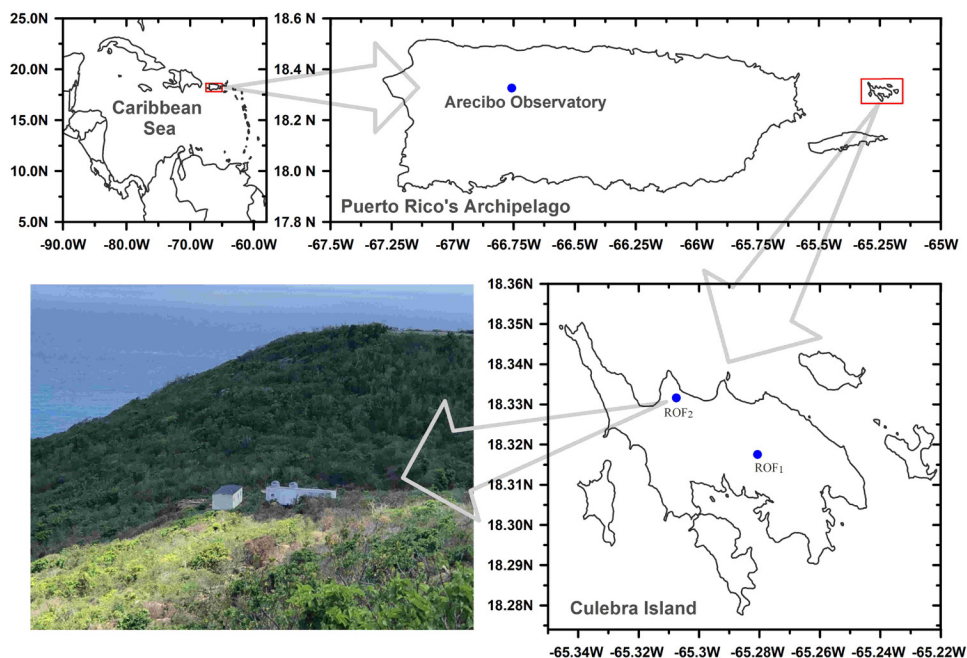 25.0N
20.0N
15.0N
10.0N
5.0N
-90.0W -80.0W -70.0W -60.0W
Caribbean
Sea
18.6 N
18.4 N
18.2 N
18.0 N
17.8 N
-67.5W -67.25W -67W -66.75W -66.5W -66.25W -66W -65.75W -65.5W -65.25W -65W
Arecibo Observatory
Puerto Rico's Archipelago
18.36N
18.35N
18.34N
18.33N
18.32N
18.31N
18.30N
18.29N
18.28N
-65.34W -65.32W -65.3W -65.28W -65.26W -65.24W -65.22W
ROF2
ROF1
Culebra Island